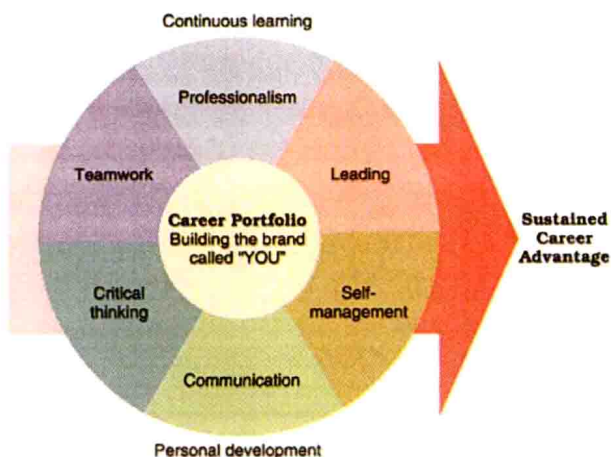 Continuous learning
Professionalism
Teamwork
Leading
Career Portfolio
Building the brand
called "YOU"
Sustained
Career
Advantage
Critical
thinking
Self-
management
Communication
Personal development